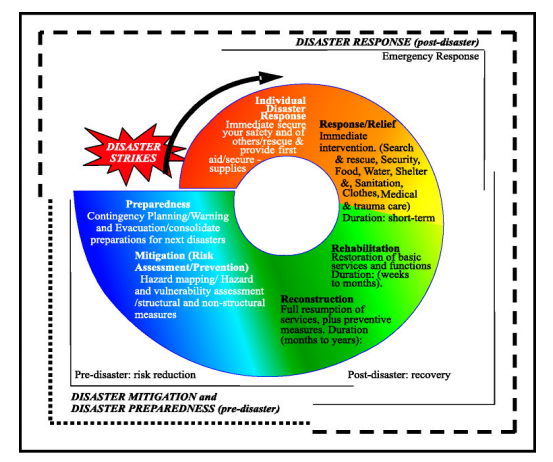 DISASTER RESPONSE (post-disaster)
Emergency Response
DISASTER
STRIKES
Individual
Disaster
Response
Immediate secure
your safety and of
others/rescue &
provide first
aid/secure -
supplies
Response/Relief
Immediate
intervention. (Search
& rescue, Security,
Food, Water, Shelter
&, Sanitation,
Clothes, Medical
& trauma care)
Duration: short-term
Rehabilitation
Restoration of basic
services and functions
Duration: (weeks
to months).
Reconstruction
Full resumption of
services, plus preventive
measures. Duration
(months to years):
Preparedness
Contingency Planning/Warning
and Evacuation/consolidate
preparations for next disasters
Mitigation (Risk
Assessment/Prevention)
Hazard mapping/ Hazard
and vulnerability assessment
/structural and non-structural
measures
Pre-disaster: risk reduction
Post-disaster: recovery
DISASTER MITIGATION and
DISASTER PREPAREDNESS (pre-disaster)